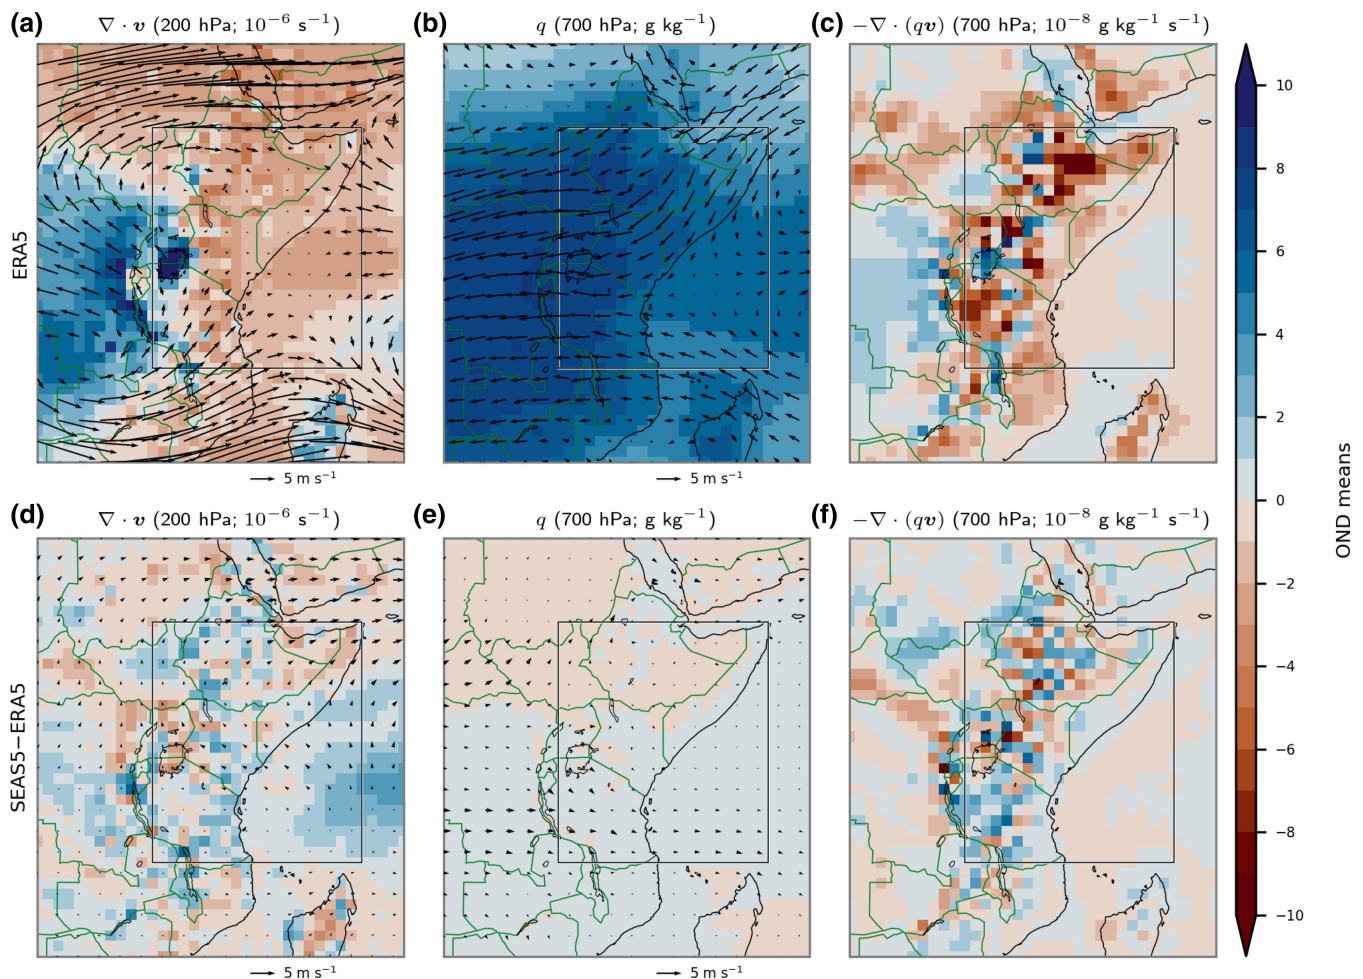 (a) ∇ · v (200 hPa; 10⁻⁶ s⁻¹)
(b) q (700 hPa; g kg⁻¹)
(c) −∇ · (qv) (700 hPa; 10⁻⁸ g kg⁻¹ s⁻¹)
ERA5
5 m s⁻¹
5 m s⁻¹
(d) ∇ · v (200 hPa; 10⁻⁶ s⁻¹)
(e) q (700 hPa; g kg⁻¹)
(f) −∇ · (qv) (700 hPa; 10⁻⁸ g kg⁻¹ s⁻¹)
SEAS5−ERA5
5 m s⁻¹
5 m s⁻¹
10
8
6
4
2
0
−2
−4
−6
−8
−10
OND means